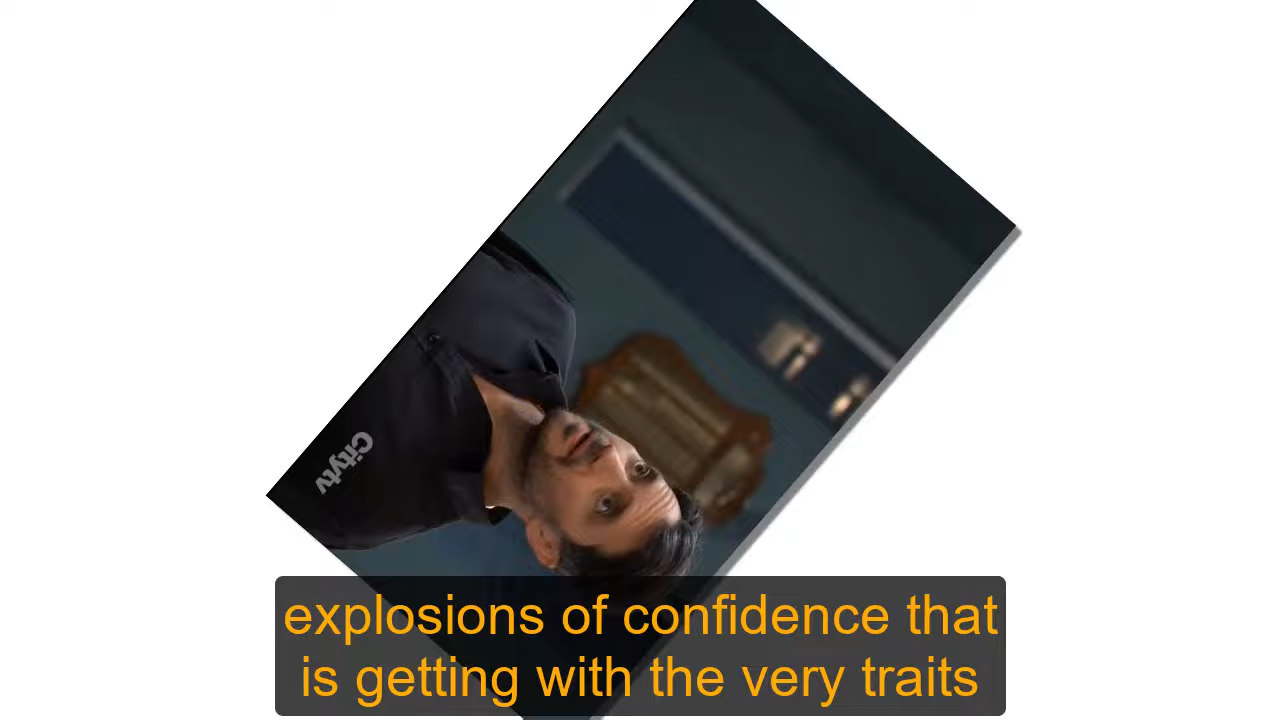 Citytv
explosions of confidence that
is getting with the very traits